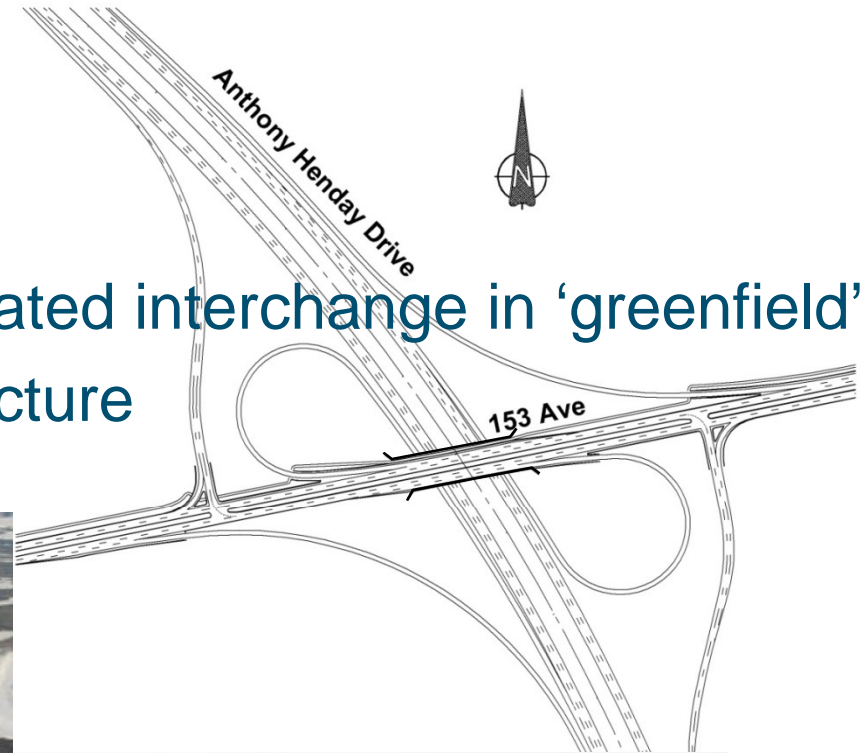 Anthony Henday Drive
N
ated interchange in ‘greenfield’
cture
153 Ave